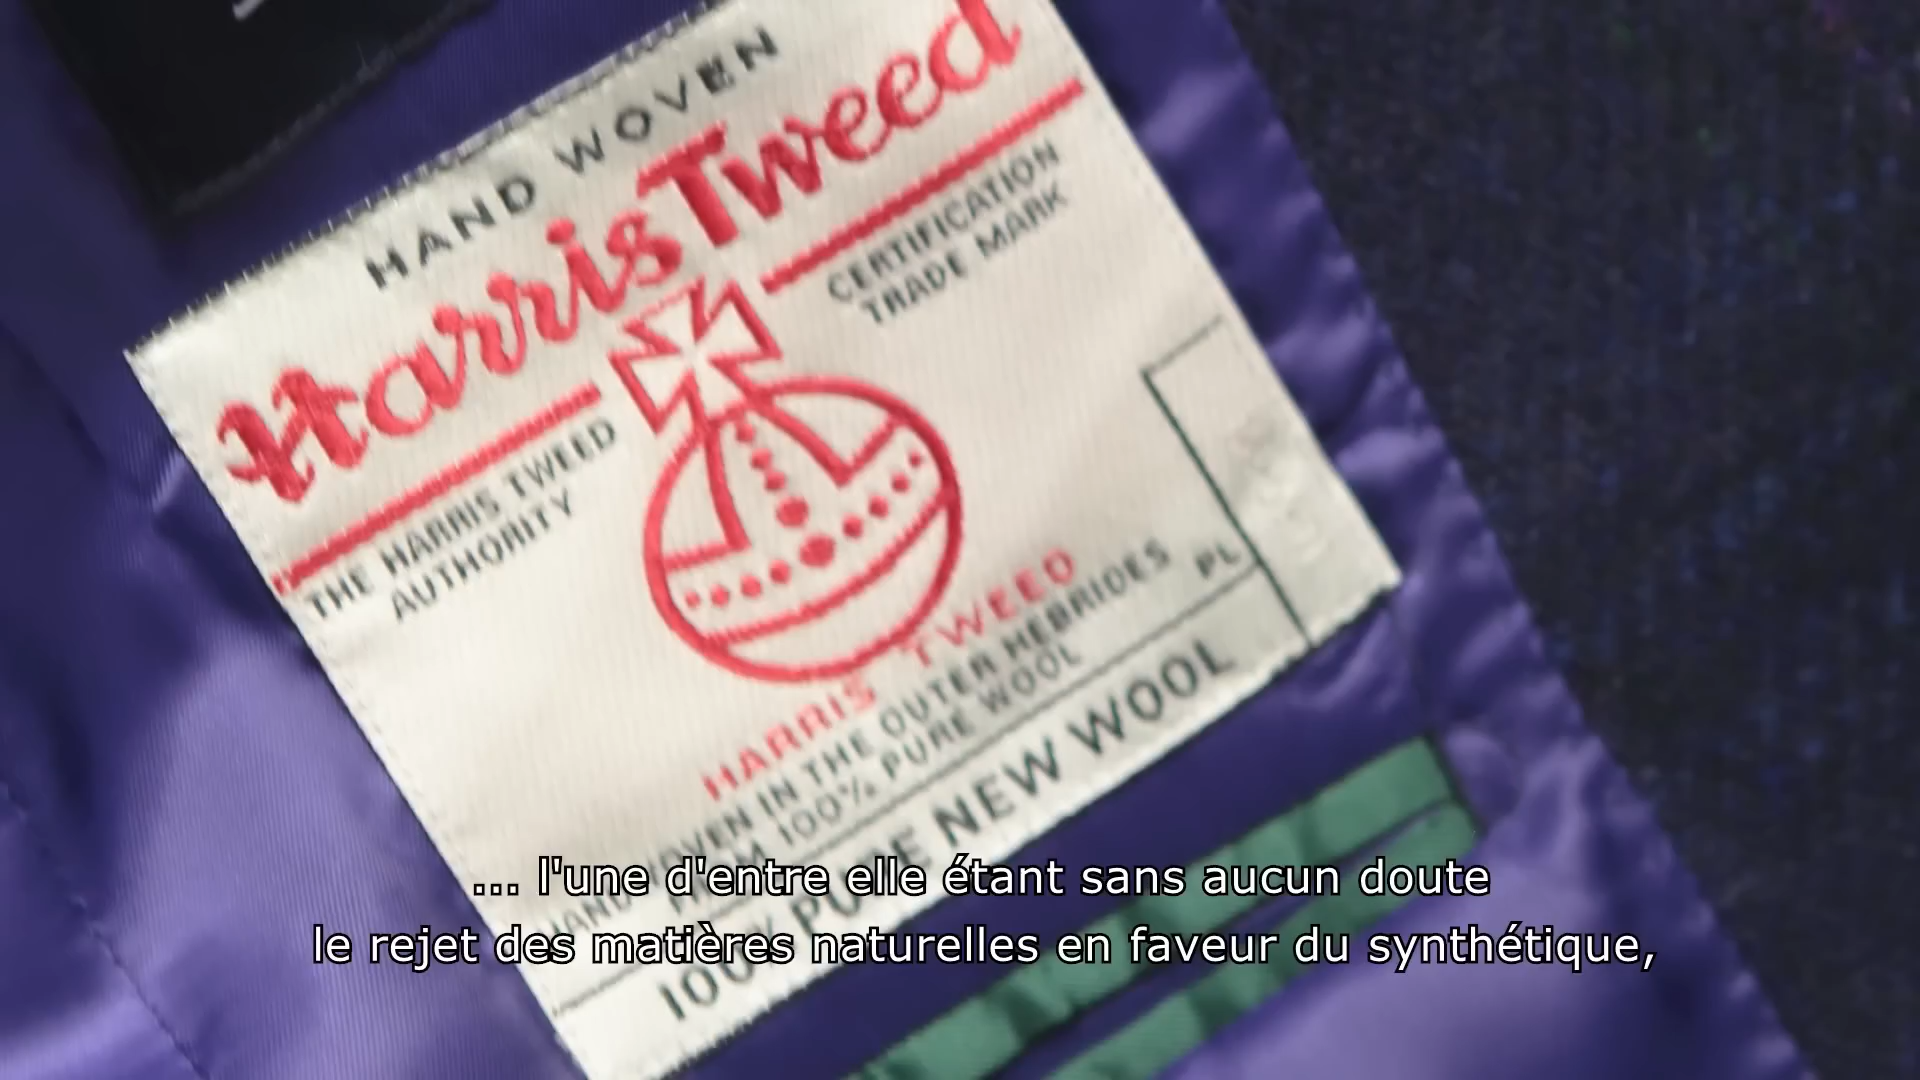 HAND WOVEN
Harris Tweed
CERTIFICATION
TRADE MARK
THE HARRIS TWEED
AUTHORITY
HARRIS TWEED
HAND WOVEN IN THE OUTER HEBRIDES
FROM 100% PURE WOOL
PL
100% PURE NEW WOOL
... l'une d'entre elle étant sans aucun doute
le rejet des matières naturelles en faveur du synthétique,